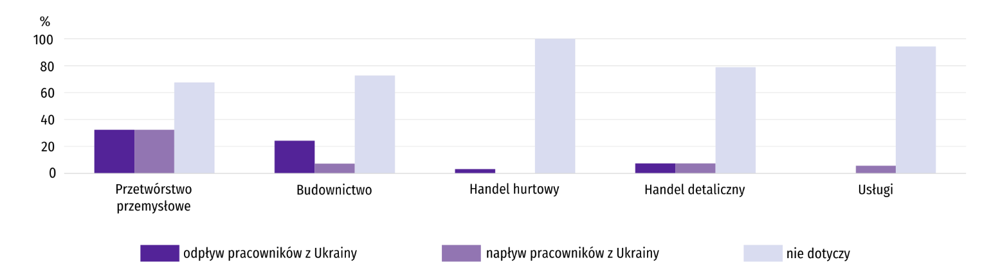 %
100
80
60
40
20
0
Przetwórstwo
przemysłowe
Budownictwo
Handel hurtowy
Handel detaliczny
Usługi
odpływ pracowników z Ukrainy
napływ pracowników z Ukrainy
nie dotyczy